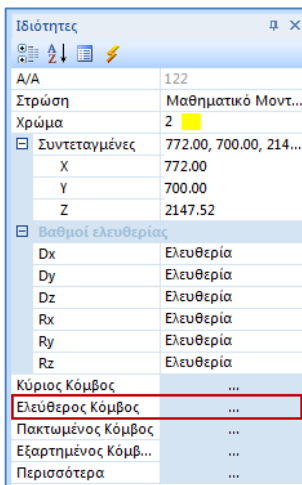 Ιδιότητες
Α/Α 122
Στρώση Μαθηματικό Μοντ...
Χρώμα 2
Συντεταγμένες 772.00, 700.00, 214...
X 772.00
Y 700.00
Z 2147.52
Βαθμοί ελευθερίας
Dx Ελευθερία
Dy Ελευθερία
Dz Ελευθερία
Rx Ελευθερία
Ry Ελευθερία
Rz Ελευθερία
Κύριος Κόμβος ...
Ελεύθερος Κόμβος ...
Πακτωμένος Κόμβος ...
Εξαρτημένος Κόμβ... ...
Περισσότερα ...